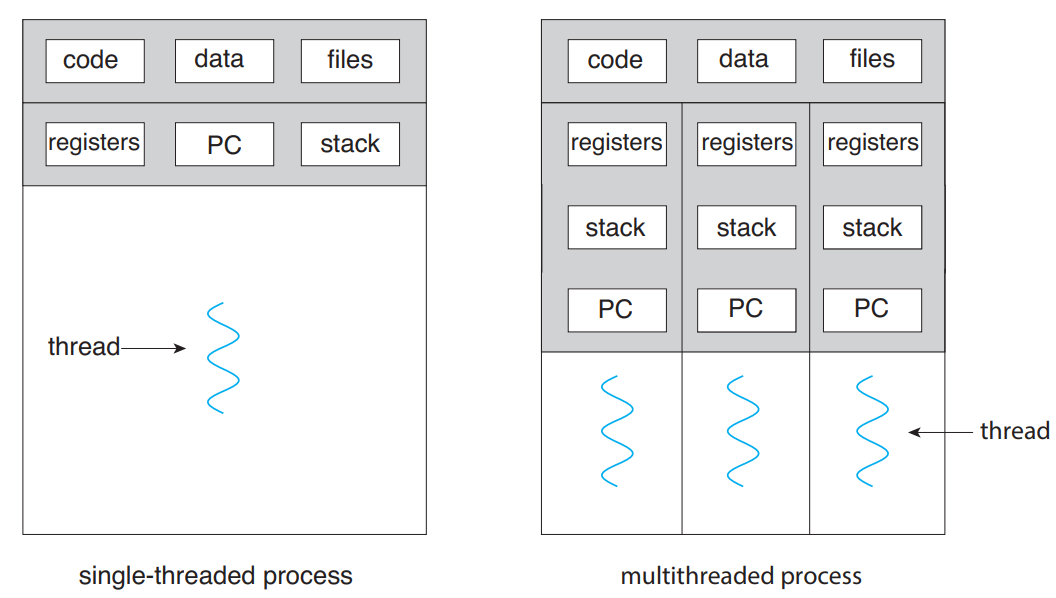 code data files
registers PC stack
thread
single-threaded process
code data files
registers registers registers
stack stack stack
PC PC PC
thread
multithreaded process